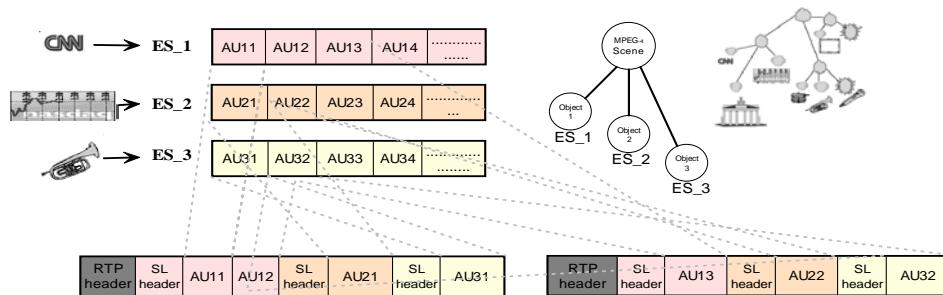 CNN ES_1 AU11 AU12 AU13 AU14 ............ ......
ES_2 AU21 AU22 AU23 AU24 ............ ...
ES_3 AU31 AU32 AU33 AU34 ............ ........
MPEG-4
Scene
Object
1
ES_1
Object
2
ES_2
Object
3
ES_3
CNN
RTP
header
SL
header
AU11
AU12
SL
header
AU21
SL
header
AU31
RTP
header
SL
header
AU13
SL
header
AU22
SL
header
AU32